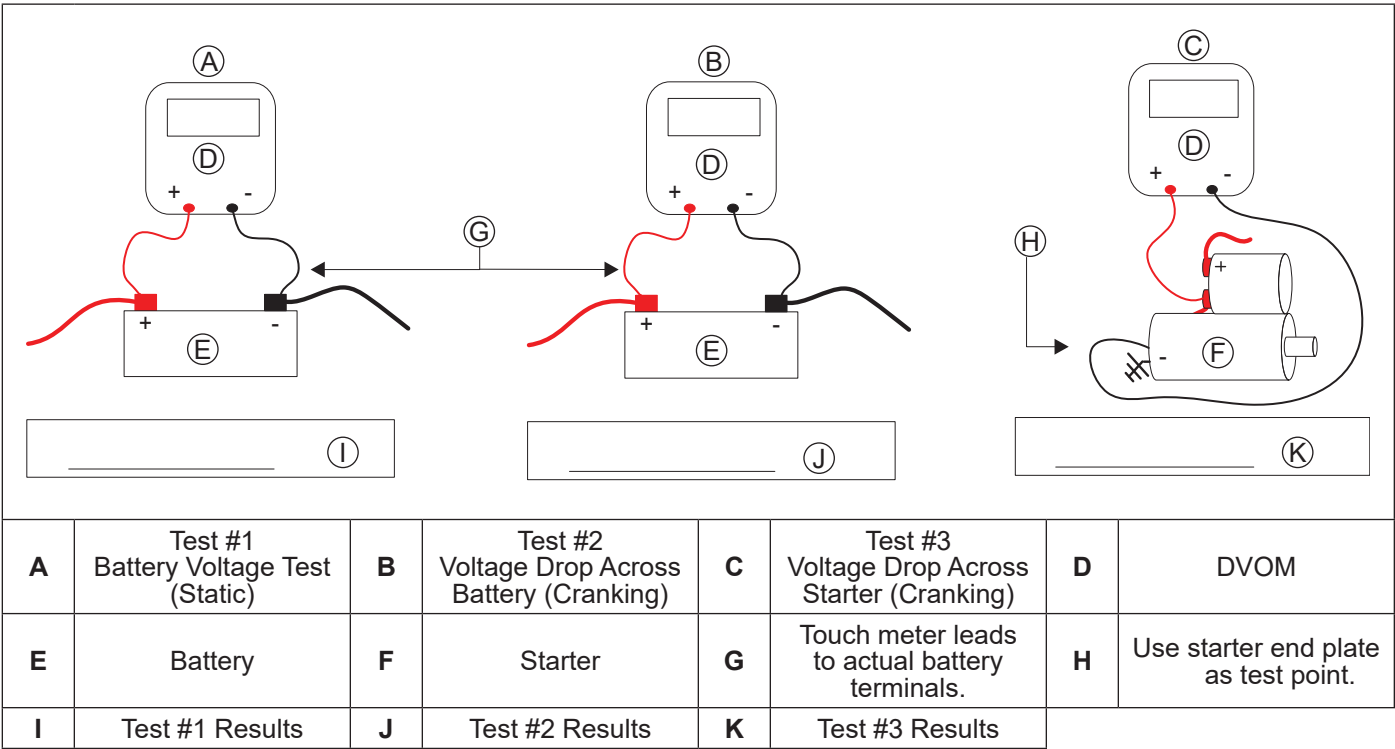 A
B
C
D
D
D
+ -
+ -
+ -
G
H
+
+ -
+ -
E
E
F
-
I
J
K
A
Test #1
Battery Voltage Test
(Static)
B
Test #2
Voltage Drop Across
Battery (Cranking)
C
Test #3
Voltage Drop Across
Starter (Cranking)
D
DVOM
E
Battery
F
Starter
G
Touch meter leads
to actual battery
terminals.
H
Use starter end plate
as test point.
I
Test #1 Results
J
Test #2 Results
K
Test #3 Results